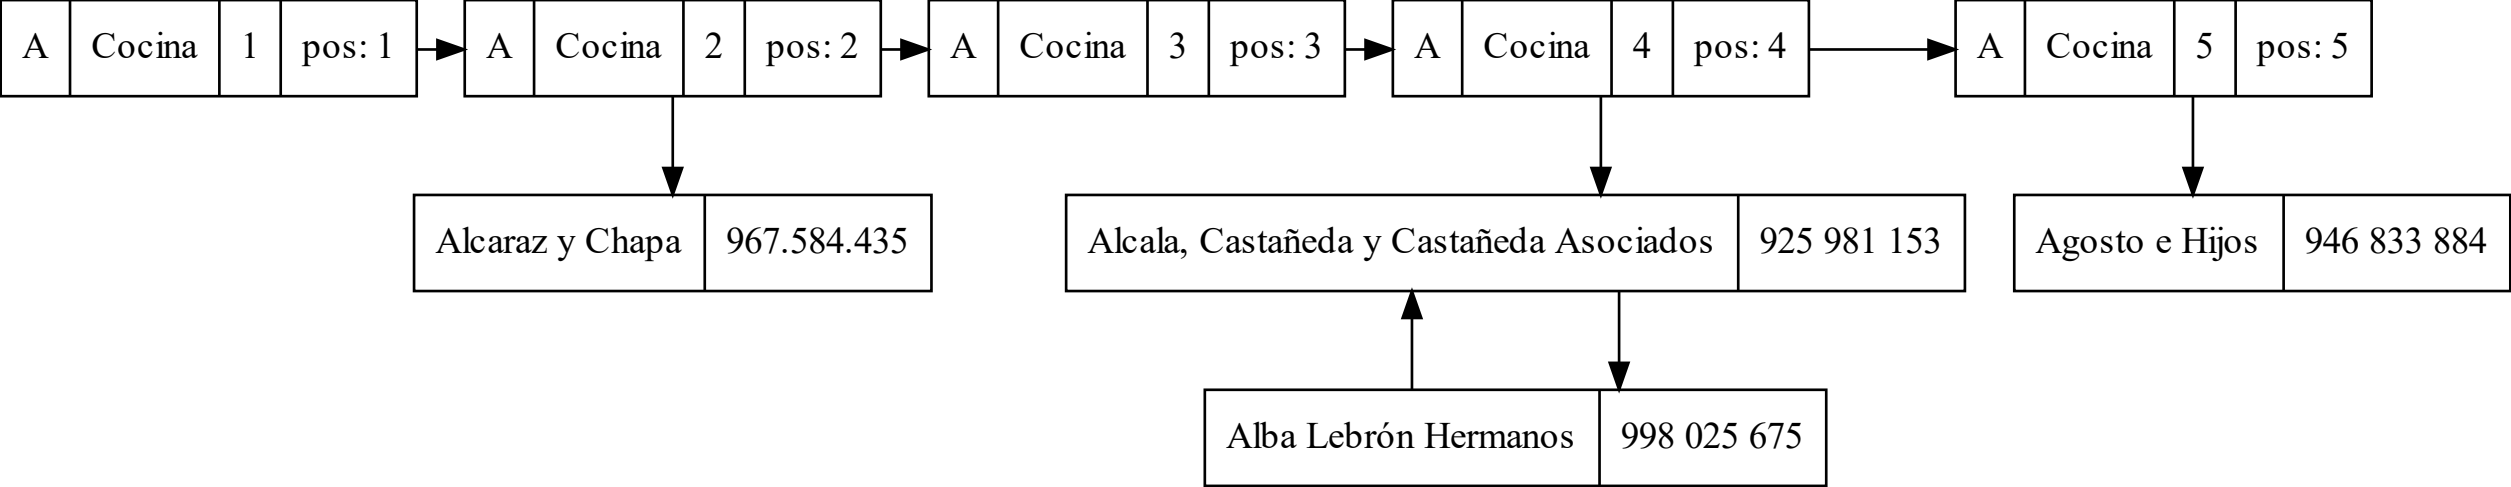 A Cocina 1 pos: 1 A Cocina 2 pos: 2 A Cocina 3 pos: 3 A Cocina 4 pos: 4 A Cocina 5 pos: 5
Alcaraz y Chapa 967.584.435 Alcala, Castañeda y Castañeda Asociados 925 981 153 Agosto e Hijos 946 833 884
Alba Lebrón Hermanos 998 025 675